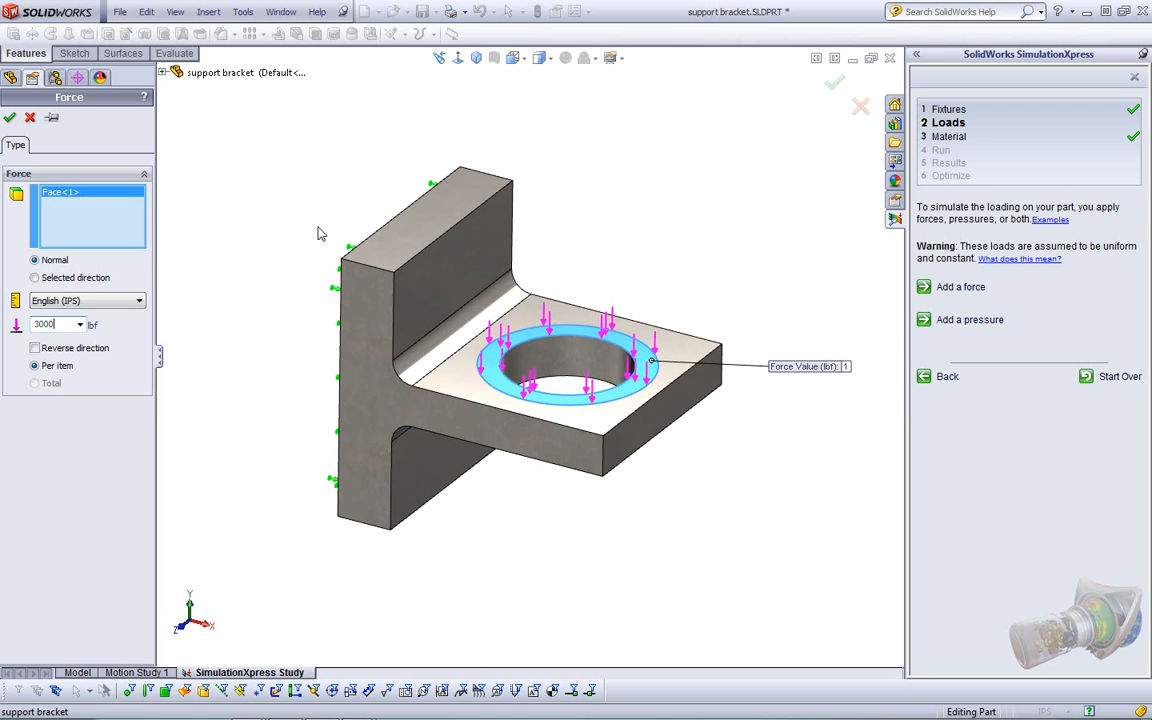 SOLIDWORKS File Edit View Insert Tools Window Help support bracket.SLDPRT * Search SolidWorks Help
Features Sketch Surfaces Evaluate
SolidWorks SimulationXpress
support bracket (Default<...
Force ?
Type
Force
Face<1>
Normal
Selected direction
English (IPS)
3000 lbf
Reverse direction
Per item
Total
Force Value (lbf): 1
Y
X
Z
1 Fixtures
2 Loads
3 Material
4 Run
5 Results
6 Optimize
To simulate the loading on your part, you apply
forces, pressures, or both. Examples
Warning: These loads are assumed to be uniform
and constant. What does this mean?
Add a force
Add a pressure
Back Start Over
Model Motion Study 1 SimulationXpress Study
support bracket Editing Part IPS ?